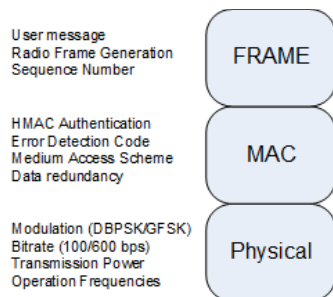 User message
Radio Frame Generation
Sequence Number
FRAME
HMAC Authentication
Error Detection Code
Medium Access Scheme
Data redundancy
MAC
Modulation (DBPSK/GFSK)
Bitrate (100/600 bps)
Transmission Power
Operation Frequencies
Physical